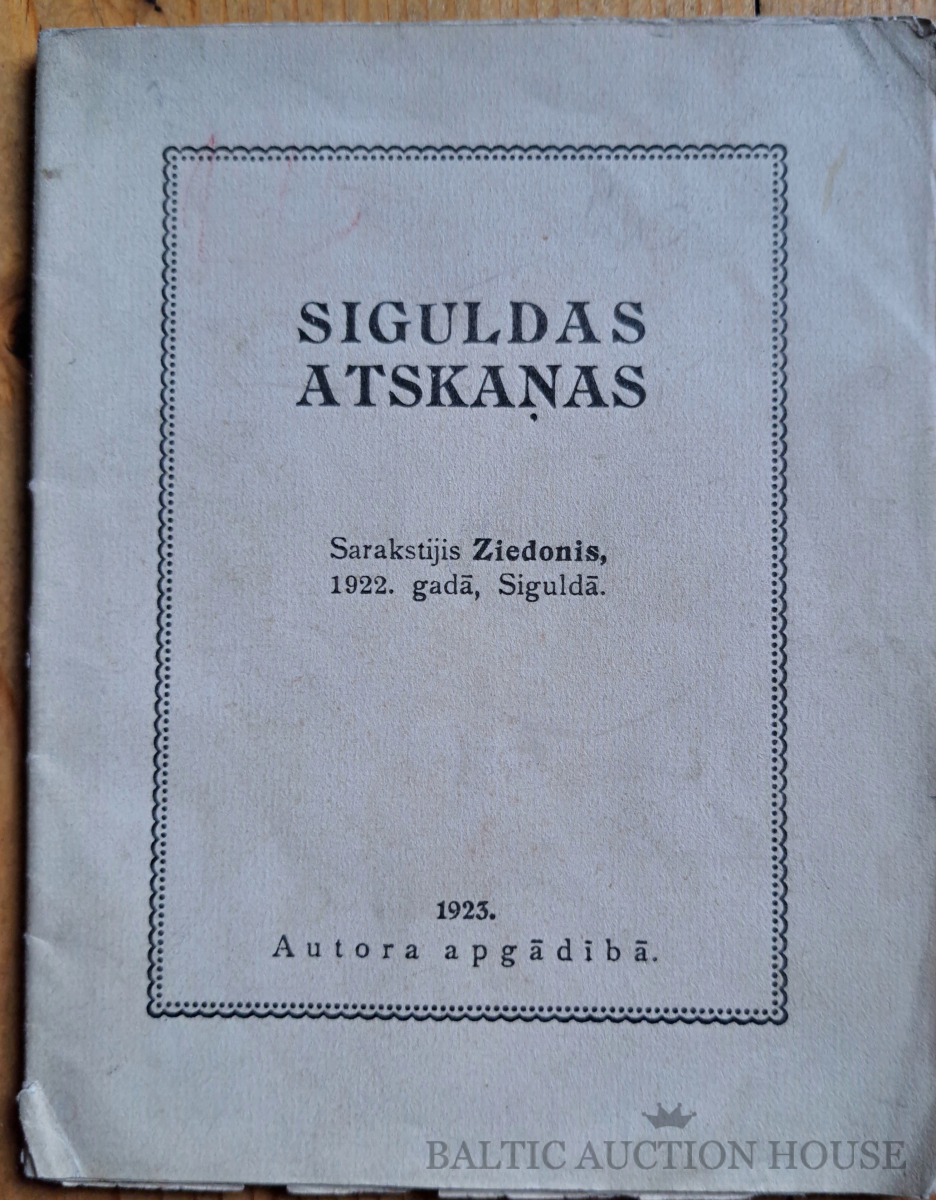 SIGULDAS
ATSKAŅAS
Sarakstijis Ziedonis,
1922. gadā, Siguldā.
1923.
Autora apgādībā.
BALTIC AUCTION HOUSE